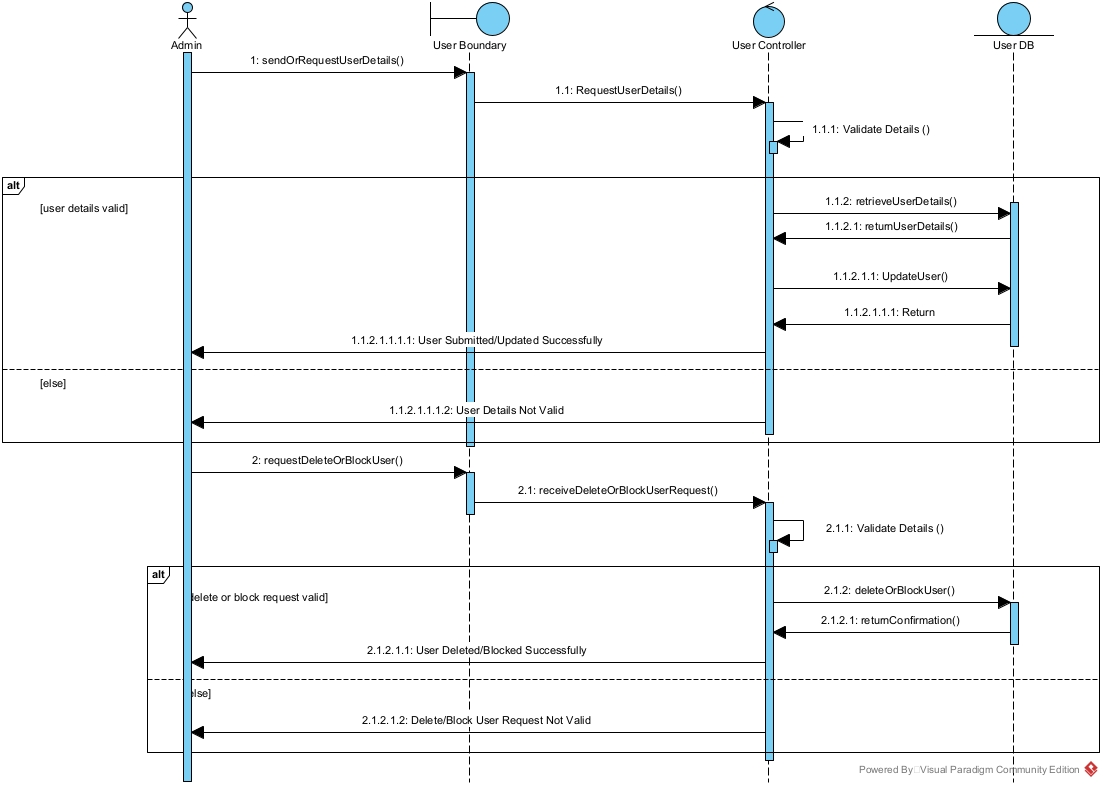 Admin
User Boundary
User Controller
User DB
1: sendOrRequestUserDetails()
1.1: RequestUserDetails()
1.1.1: Validate Details ()
alt
[user details valid]
1.1.2: retrieveUserDetails()
1.1.2.1: returnUserDetails()
1.1.2.1.1: UpdateUser()
1.1.2.1.1.1: Return
1.1.2.1.1.1.1: User Submitted/Updated Successfully
[else]
1.1.2.1.1.1.2: User Details Not Valid
2: requestDeleteOrBlockUser()
2.1: receiveDeleteOrBlockUserRequest()
2.1.1: Validate Details ()
alt
delete or block request valid]
2.1.2: deleteOrBlockUser()
2.1.2.1: returnConfirmation()
2.1.2.1.1: User Deleted/Blocked Successfully
else]
2.1.2.1.2: Delete/Block User Request Not Valid
Powered By Visual Paradigm Community Edition